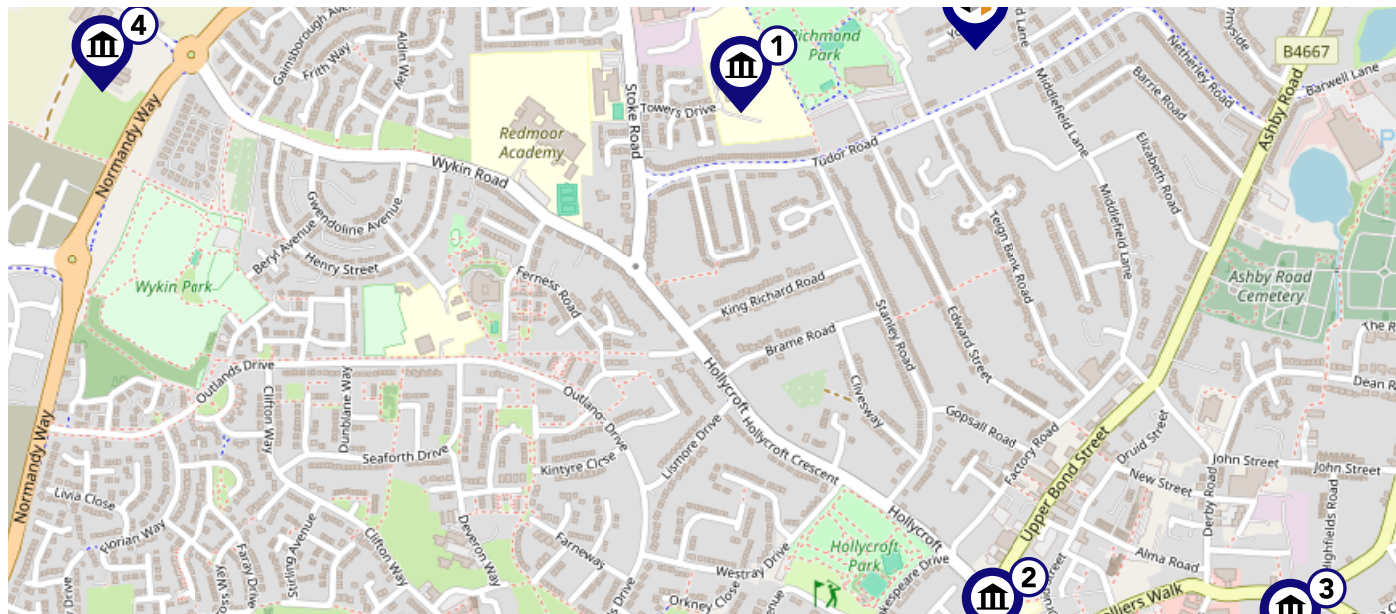 4
Gainsborough Ave
Frith Way
Aldin Way
1
Richmond
Park
Netherley Road
B4667
Barwell Lane
Ashby Road
Barrie Road
Middlefield Lane
Elizabeth Road
Middlefield Lane
Normandy Way
Stoke Road
Towers Drive
Redmoor
Academy
Tudor Road
Wykin Road
Gwendoline Avenue
Beryl Avenue
Henry Street
Wykin Park
Ferness Road
Teign Bank Road
King Richard Road
Stanley Road
Edward Street
Brame Road
Ashby Road
Cemetery
The R
Dean R
Outlands Drive
Clifton Way
Dunblane Way
Outlands Drive
Hollycroft
Hollycroft Crescent
Clivesway
Gopsall Road
Factory Road
Druid Street
Upper Bond Street
New Street
John Street
John Street
Derby Road
Highfields Road
Normandy Way
Seaforth Drive
Kintyre Close
Lismore Drive
Livia Close
Florian Way
Faray Drive
Stirling Avenue
Clifton Way
Deveron Way
Farneway
Westray Drive
Orkney Close
Hollycroft
Hollycroft
Park
Alma Road
2
3